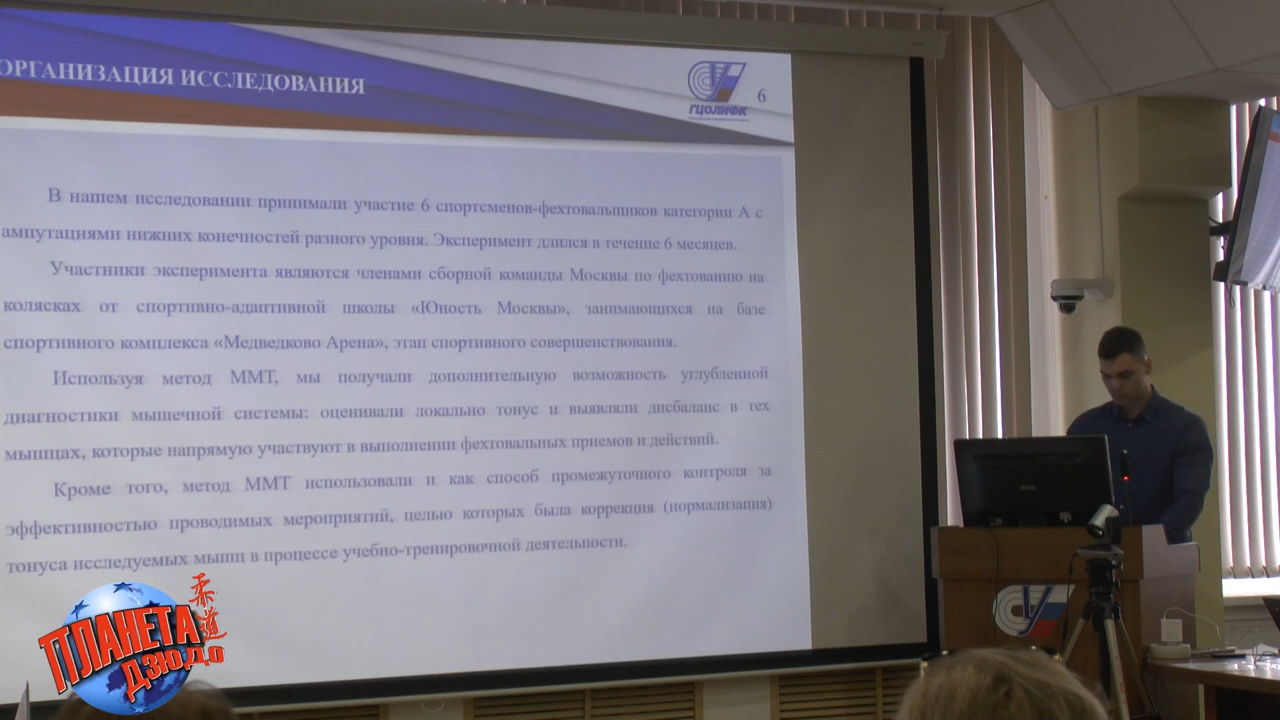 ОРГАНИЗАЦИЯ ИССЛЕДОВАНИЯ
ГЦОЛИФК
6
В нашем исследовании принимали участие 6 спортсменов-фехтовальщиков категории А с
ампутациями нижних конечностей разного уровня. Эксперимент длился в течение 6 месяцев.
Участники эксперимента являются членами сборной команды Москвы по фехтованию на
колясках от спортивно-адаптивной школы «Юность Москвы», занимающихся на базе
спортивного комплекса «Медведково Арена», этап спортивного совершенствования.
Используя метод ММТ, мы получали дополнительную возможность углубленной
диагностики мышечной системы: оценивали локально тонус и выявляли дисбаланс в тех
мышцах, которые напрямую участвуют в выполнении фехтовальных приемов и действий.
Кроме того, метод ММТ использовали и как способ промежуточного контроля за
эффективностью проводимых мероприятий, целью которых была коррекция (нормализация)
тонуса исследуемых мышц в процессе учебно-тренировочной деятельности.
ПЛАНЕТА
ДЗЮДО
柔道